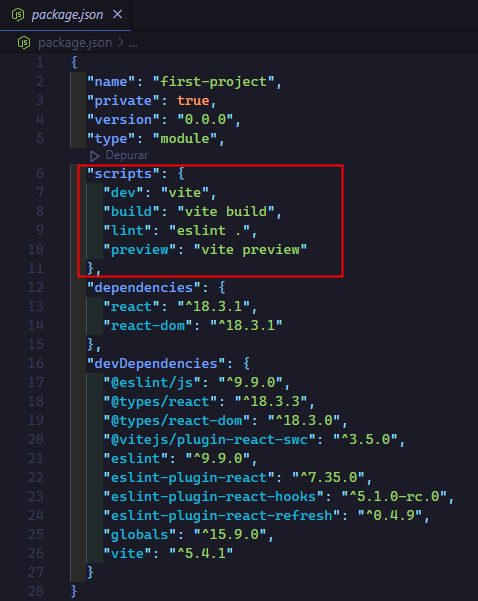 package.json
package.json > ...
1 {
2 "name": "first-project",
3 "private": true,
4 "version": "0.0.0",
5 "type": "module",
Depurar
6 "scripts": {
7 "dev": "vite",
8 "build": "vite build",
9 "lint": "eslint .",
10 "preview": "vite preview"
11 },
12 "dependencies": {
13 "react": "^18.3.1",
14 "react-dom": "^18.3.1"
15 },
16 "devDependencies": {
17 "@eslint/js": "^9.9.0",
18 "@types/react": "^18.3.3",
19 "@types/react-dom": "^18.3.0",
20 "@vitejs/plugin-react-swc": "^3.5.0",
21 "eslint": "^9.9.0",
22 "eslint-plugin-react": "^7.35.0",
23 "eslint-plugin-react-hooks": "^5.1.0-rc.0",
24 "eslint-plugin-react-refresh": "^0.4.9",
25 "globals": "^15.9.0",
26 "vite": "^5.4.1"
27 }
28 }